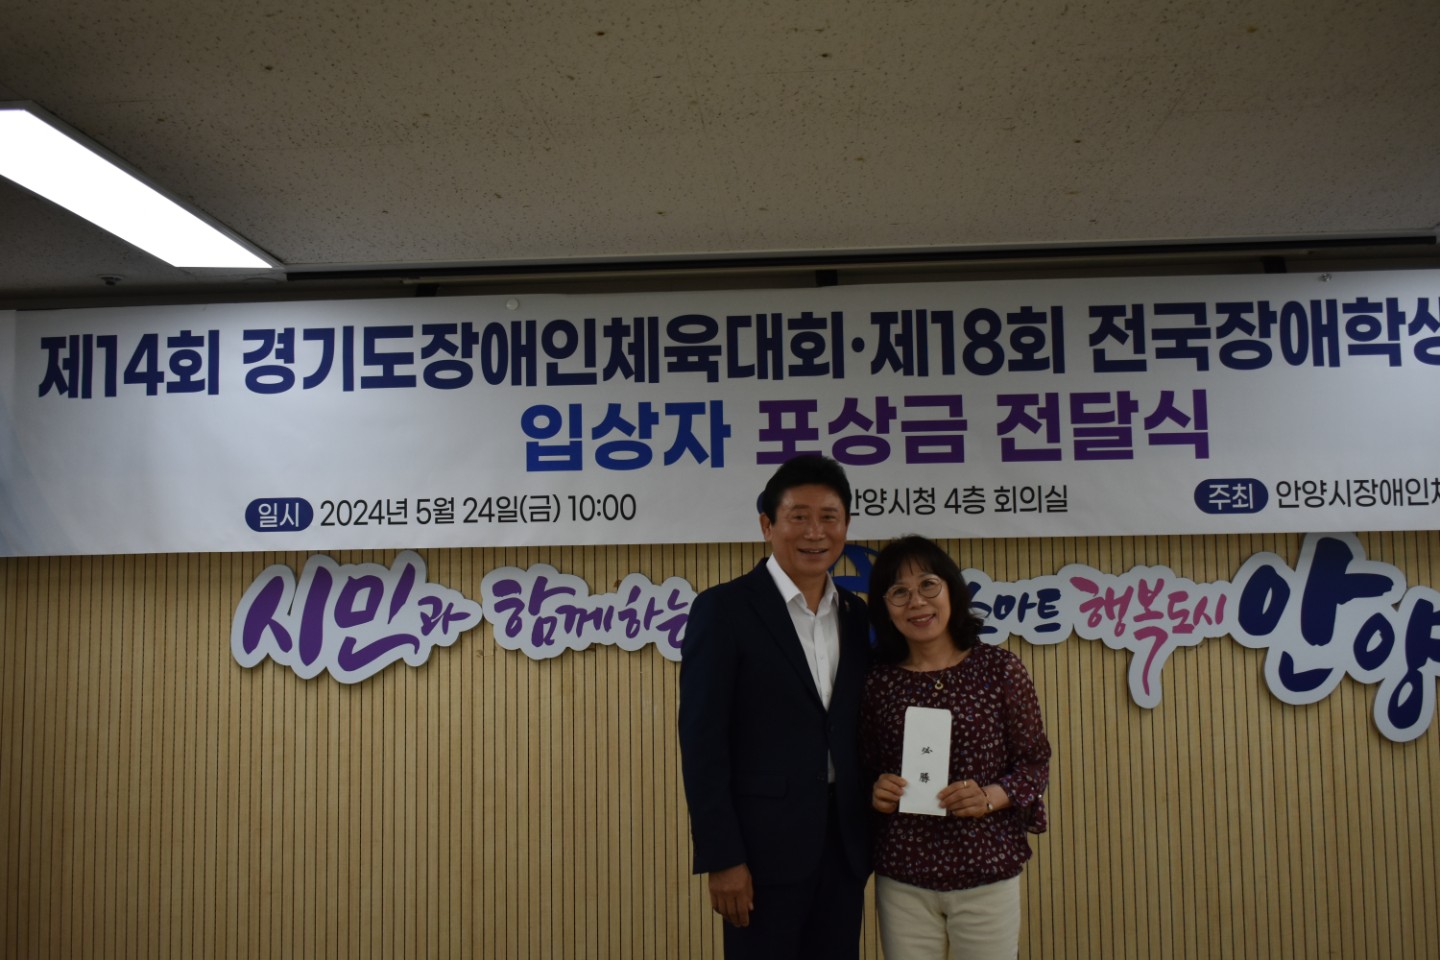 제14회 경기도장애인체육대회·제18회 전국장애학생
입상자 포상금 전달식
일시 2024년 5월 24일(금) 10:00
안양시청 4층 회의실
주최 안양시장애인체
시민과 함께하는
스마트 행복도시 안양
必勝